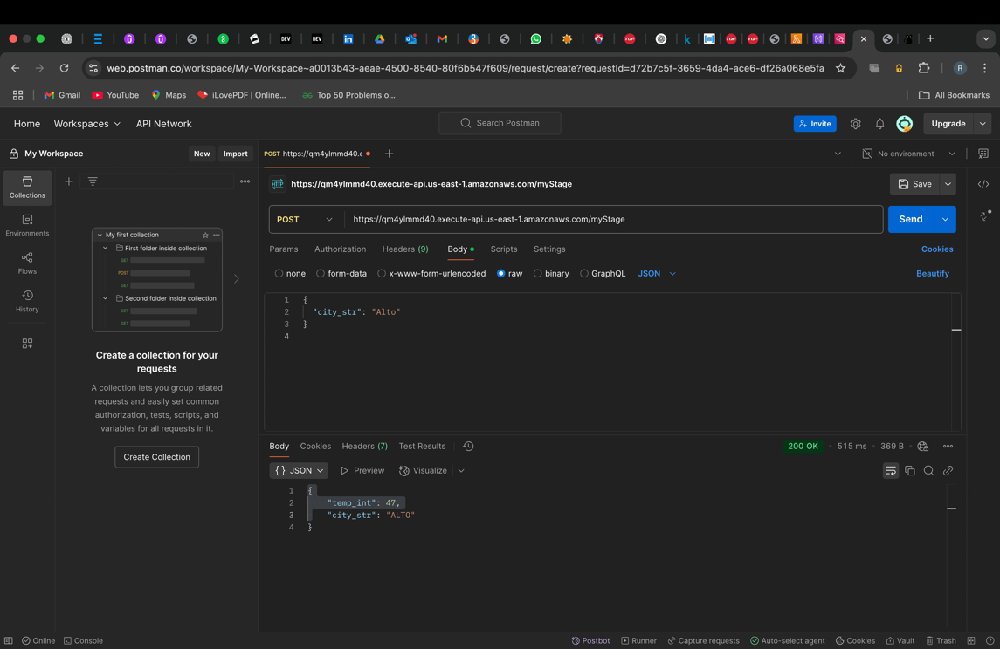 web.postman.co/workspace/My-Workspace~a0013b43-aeae-4500-8540-80f6b547f609/request/create?requestId=d72b7c5f-3659-4da4-ace6-df26a068e5fa
R
Gmail YouTube Maps iLovePDF | Online... Top 50 Problems o... All Bookmarks
Home Workspaces API Network Search Postman Invite Upgrade
My Workspace New Import POST https://qm4ylmmd40.e No environment
Collections
Environments
Flows
History
My first collection
First folder inside collection
GET
POST
GET
Second folder inside collection
GET
GET
Create a collection for your
requests
A collection lets you group related
requests and easily set common
authorization, tests, scripts, and
variables for all requests in it.
Create Collection
HTTP https://qm4ylmmd40.execute-api.us-east-1.amazonaws.com/myStage Save
POST https://qm4ylmmd40.execute-api.us-east-1.amazonaws.com/myStage Send
Params Authorization Headers (9) Body Scripts Settings Cookies
none form-data x-www-form-urlencoded raw binary GraphQL JSON Beautify
1 {
2 "city_str": "Alto"
3 }
4
Body Cookies Headers (7) Test Results 200 OK 515 ms 369 B
{} JSON Preview Visualize
1 {
2 "temp_int": 47,
3 "city_str": "ALTO"
4 }
Online Console Postbot Runner Capture requests Auto-select agent Cookies Vault Trash